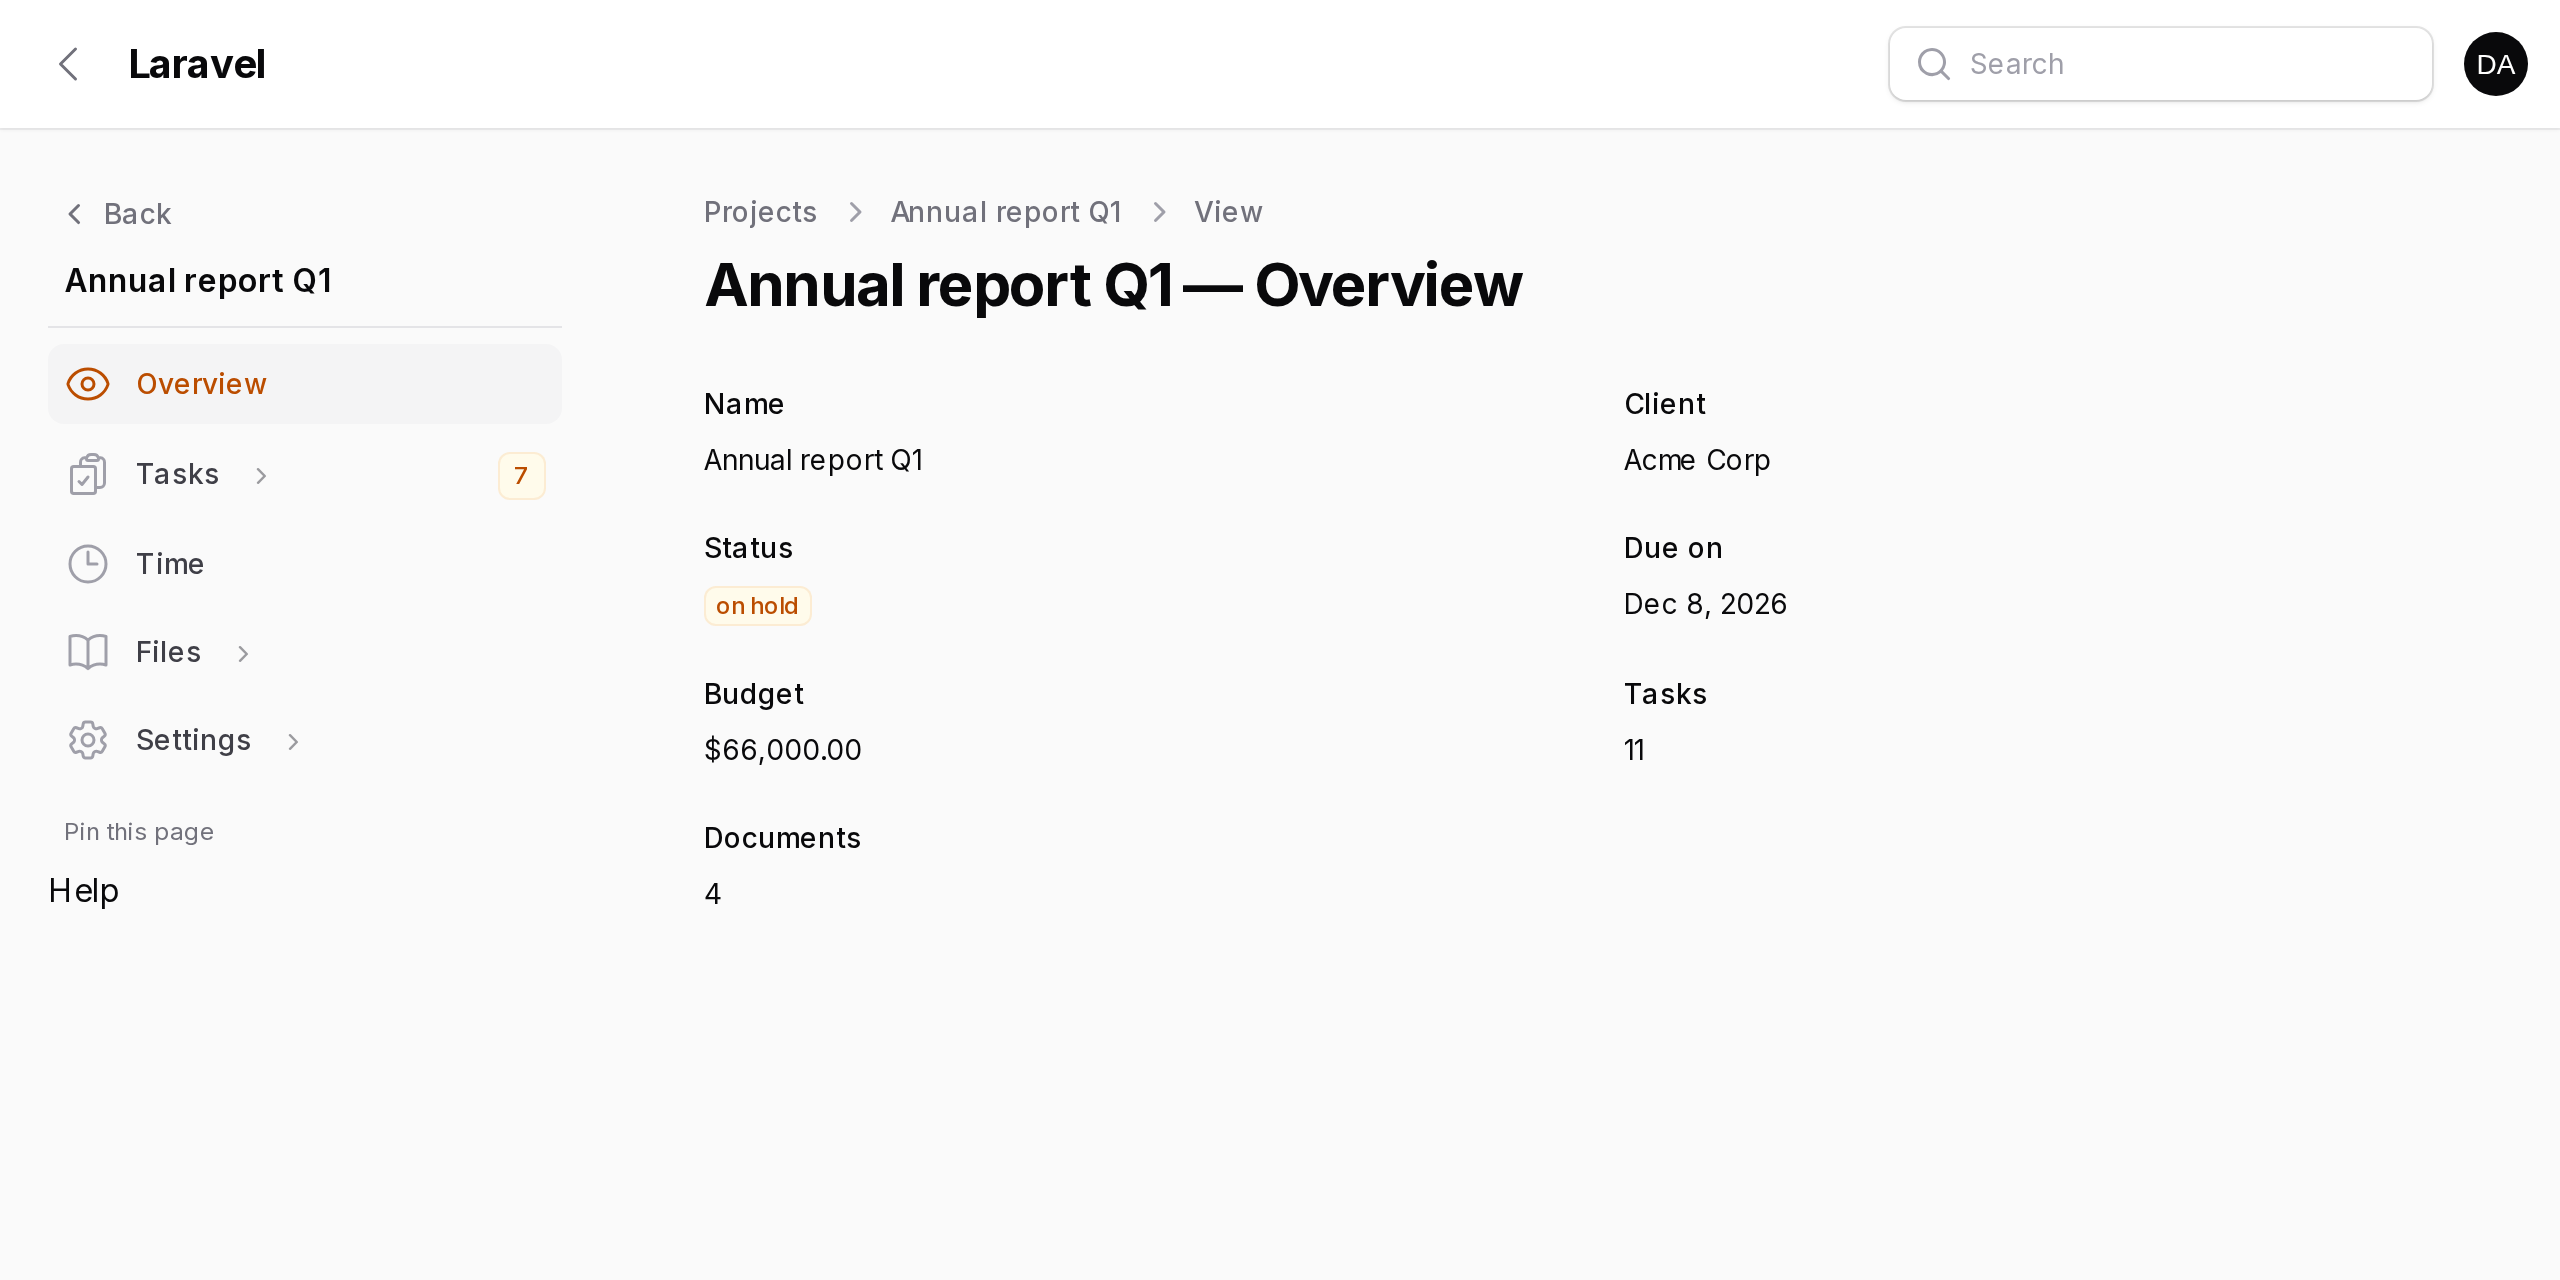 Laravel
Search
DA
Back
Annual report Q1
Overview
Tasks
7
Time
Files
Settings
Pin this page
Help
Projects
Annual report Q1
View
Annual report Q1 — Overview
Name
Annual report Q1
Client
Acme Corp
Status
on hold
Due on
Dec 8, 2026
Budget
$66,000.00
Tasks
11
Documents
4